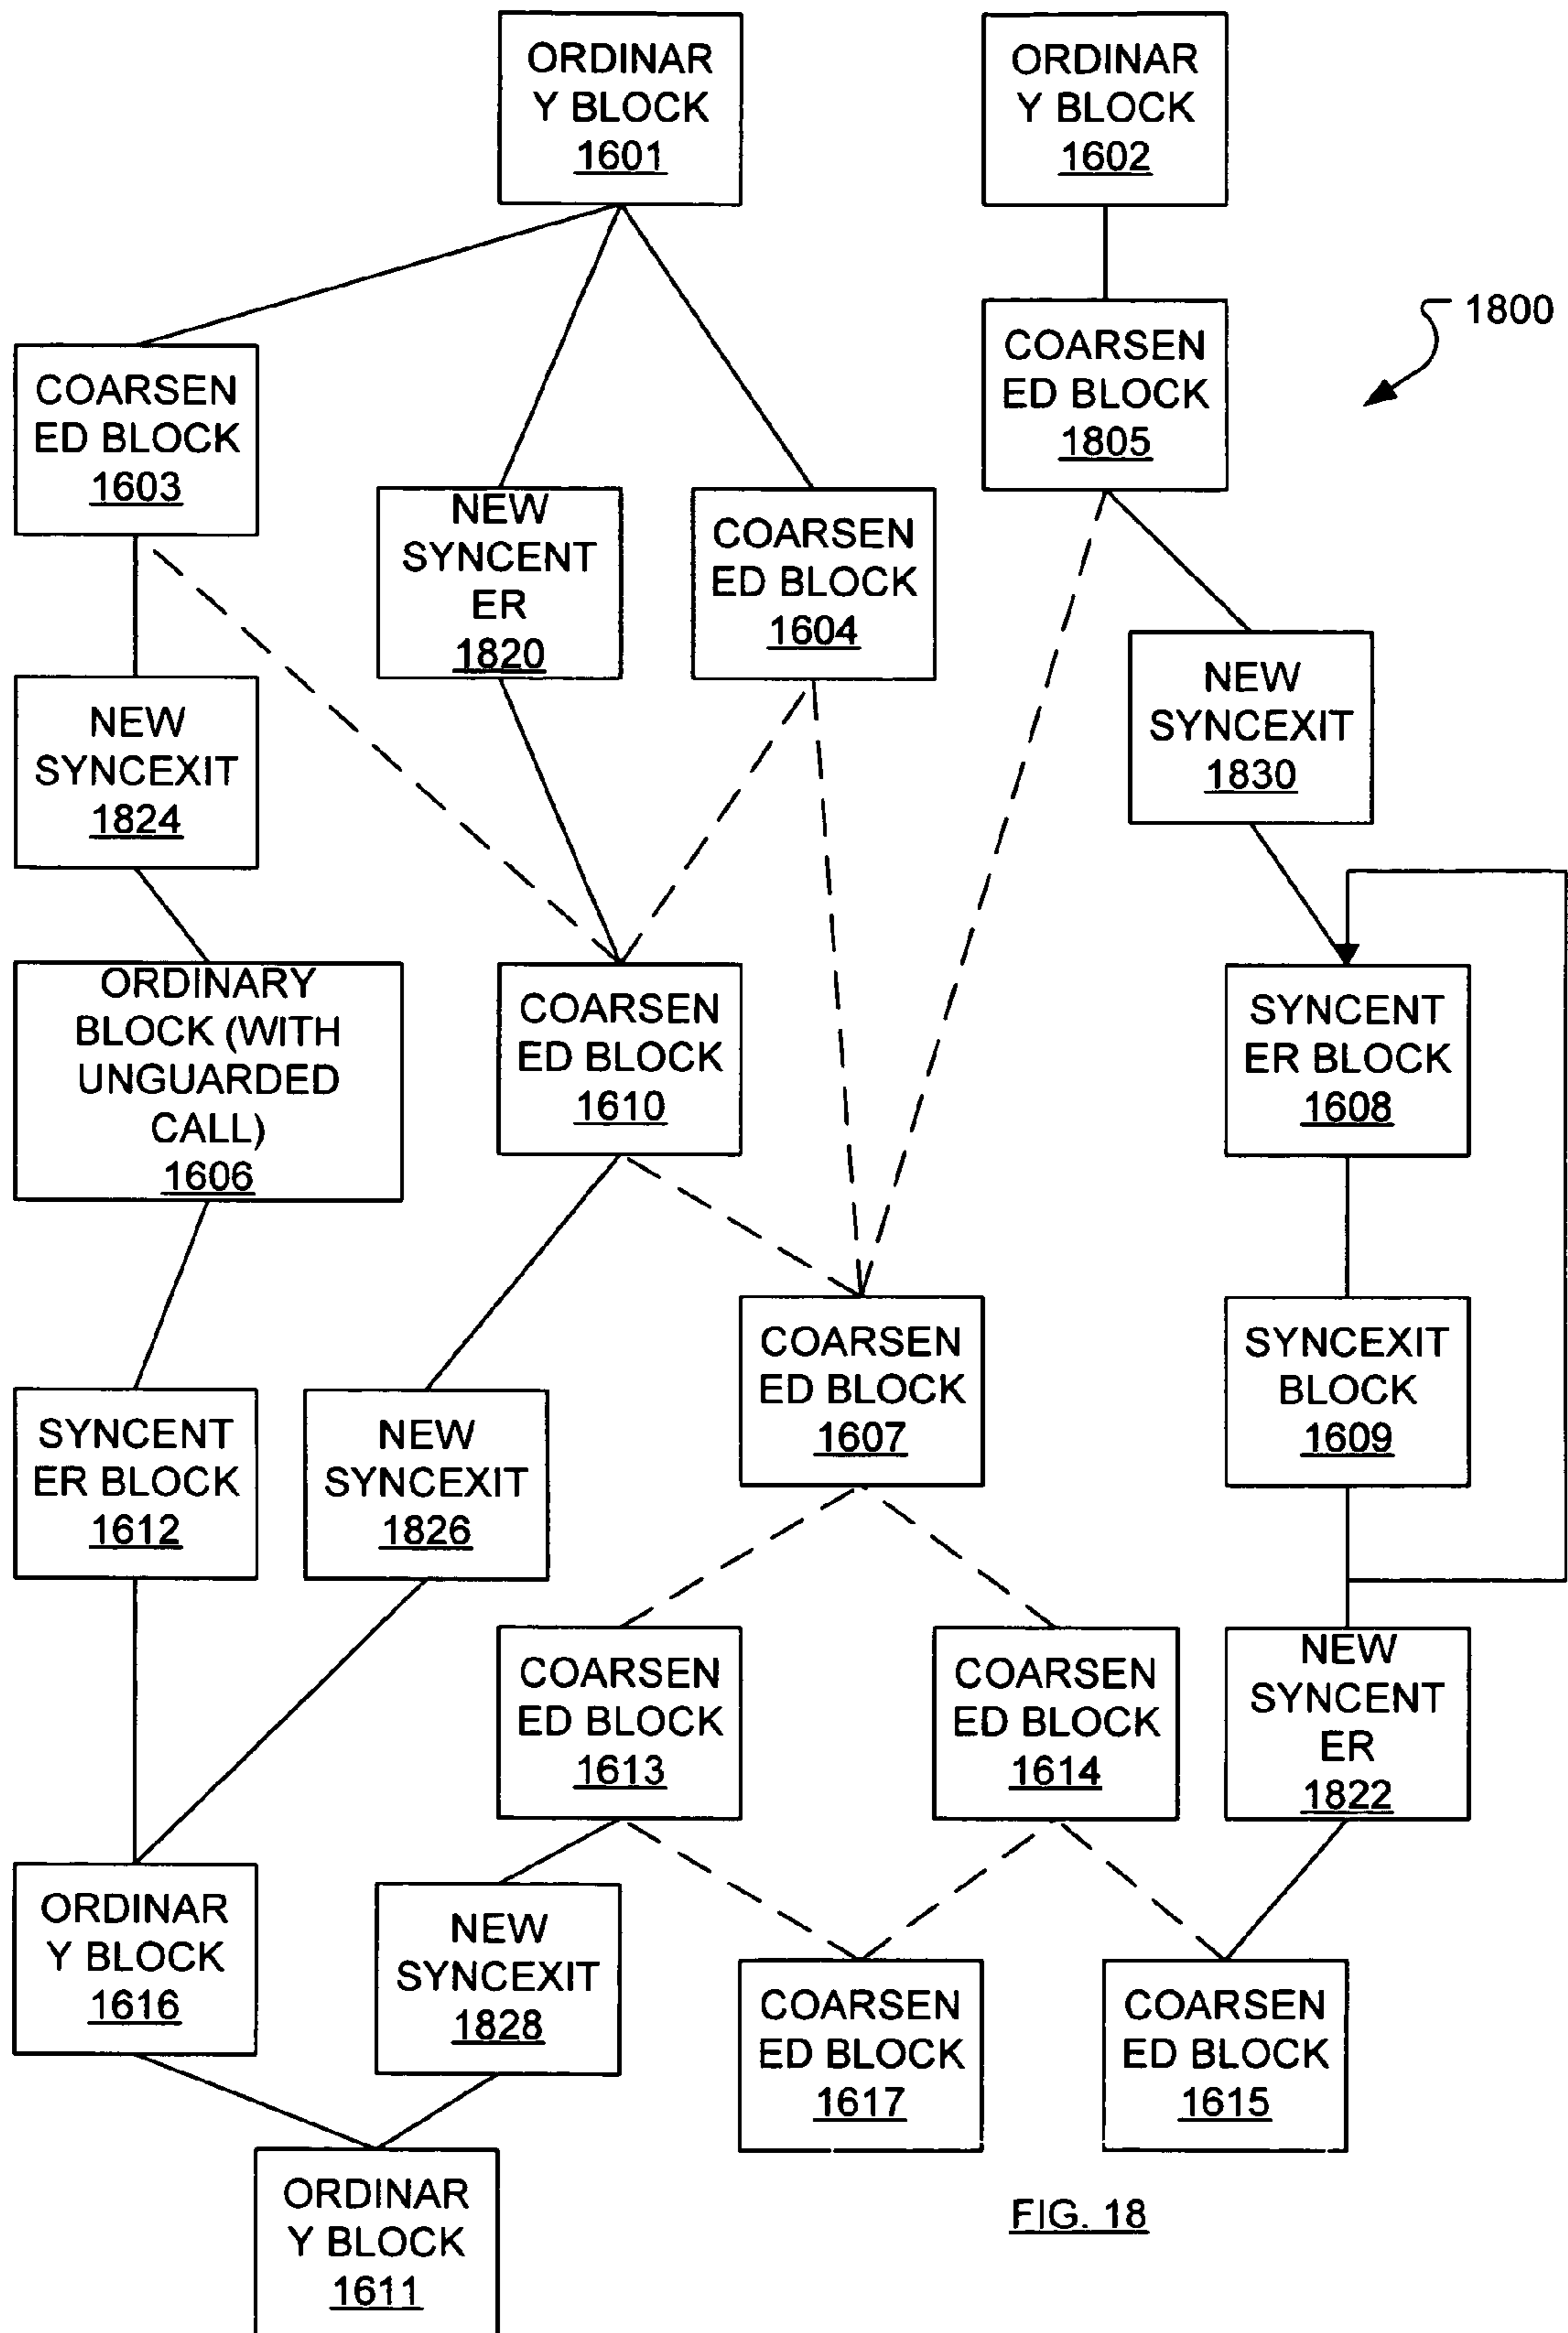 ORDINAR
Y BLOCK
1601
ORDINAR
Y BLOCK
1602
1800
COARSEN
ED BLOCK
1805
COARSEN
ED BLOCK
1603
NEW
SYNCENT
ER
1820
COARSEN
ED BLOCK
1604
NEW
SYNCEXIT
1830
NEW
SYNCEXIT
1824
ORDINARY
BLOCK (WITH
UNGUARDED
CALL)
1606
COARSEN
ED BLOCK
1610
SYNCENT
ER BLOCK
1608
COARSEN
ED BLOCK
1607
SYNCEXIT
BLOCK
1609
SYNCENT
ER BLOCK
1612
NEW
SYNCEXIT
1826
COARSEN
ED BLOCK
1613
COARSEN
ED BLOCK
1614
NEW
SYNCENT
ER
1822
ORDINAR
Y BLOCK
1616
NEW
SYNCEXIT
1828
COARSEN
ED BLOCK
1617
COARSEN
ED BLOCK
1615
ORDINAR
Y BLOCK
1611
FIG. 18